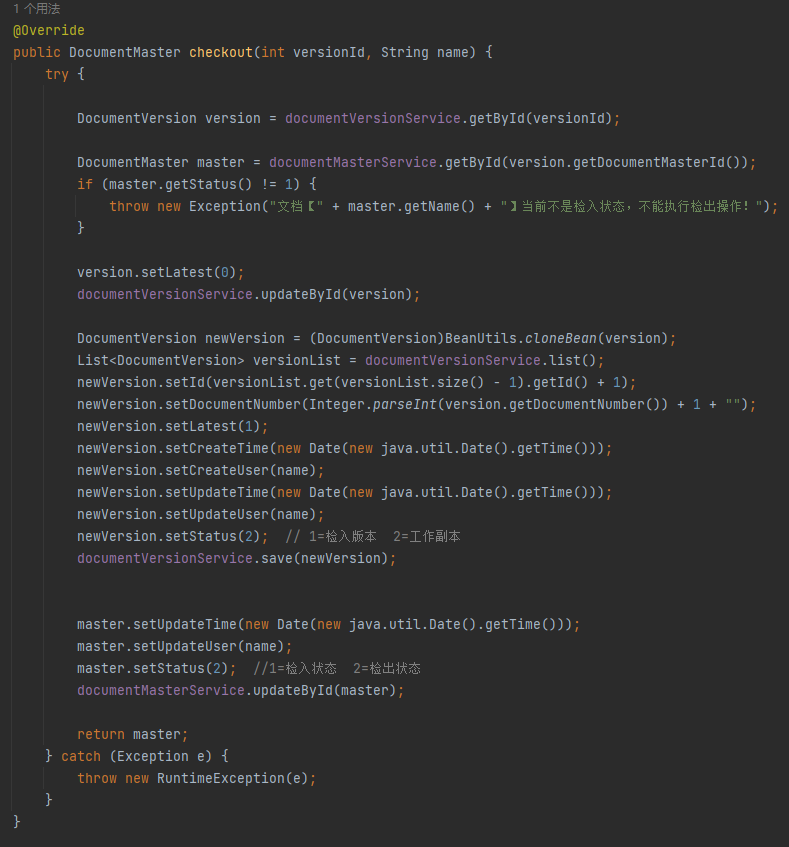 1 个用法
@Override
public DocumentMaster checkout(int versionId, String name) {
    try {

        DocumentVersion version = documentVersionService.getById(versionId);

        DocumentMaster master = documentMasterService.getById(version.getDocumentMasterId());
        if (master.getStatus() != 1) {
            throw new Exception("文档【" + master.getName() + "】当前不是检入状态，不能执行检出操作！");
        }

        version.setLatest(0);
        documentVersionService.updateById(version);

        DocumentVersion newVersion = (DocumentVersion)BeanUtils.cloneBean(version);
        List<DocumentVersion> versionList = documentVersionService.list();
        newVersion.setId(versionList.get(versionList.size() - 1).getId() + 1);
        newVersion.setDocumentNumber(Integer.parseInt(version.getDocumentNumber()) + 1 + "");
        newVersion.setLatest(1);
        newVersion.setCreateTime(new Date(new java.util.Date().getTime()));
        newVersion.setCreateUser(name);
        newVersion.setUpdateTime(new Date(new java.util.Date().getTime()));
        newVersion.setUpdateUser(name);
        newVersion.setStatus(2);  // 1=检入版本  2=工作副本
        documentVersionService.save(newVersion);


        master.setUpdateTime(new Date(new java.util.Date().getTime()));
        master.setUpdateUser(name);
        master.setStatus(2);  //1=检入状态  2=检出状态
        documentMasterService.updateById(master);

        return master;
    } catch (Exception e) {
        throw new RuntimeException(e);
    }
}